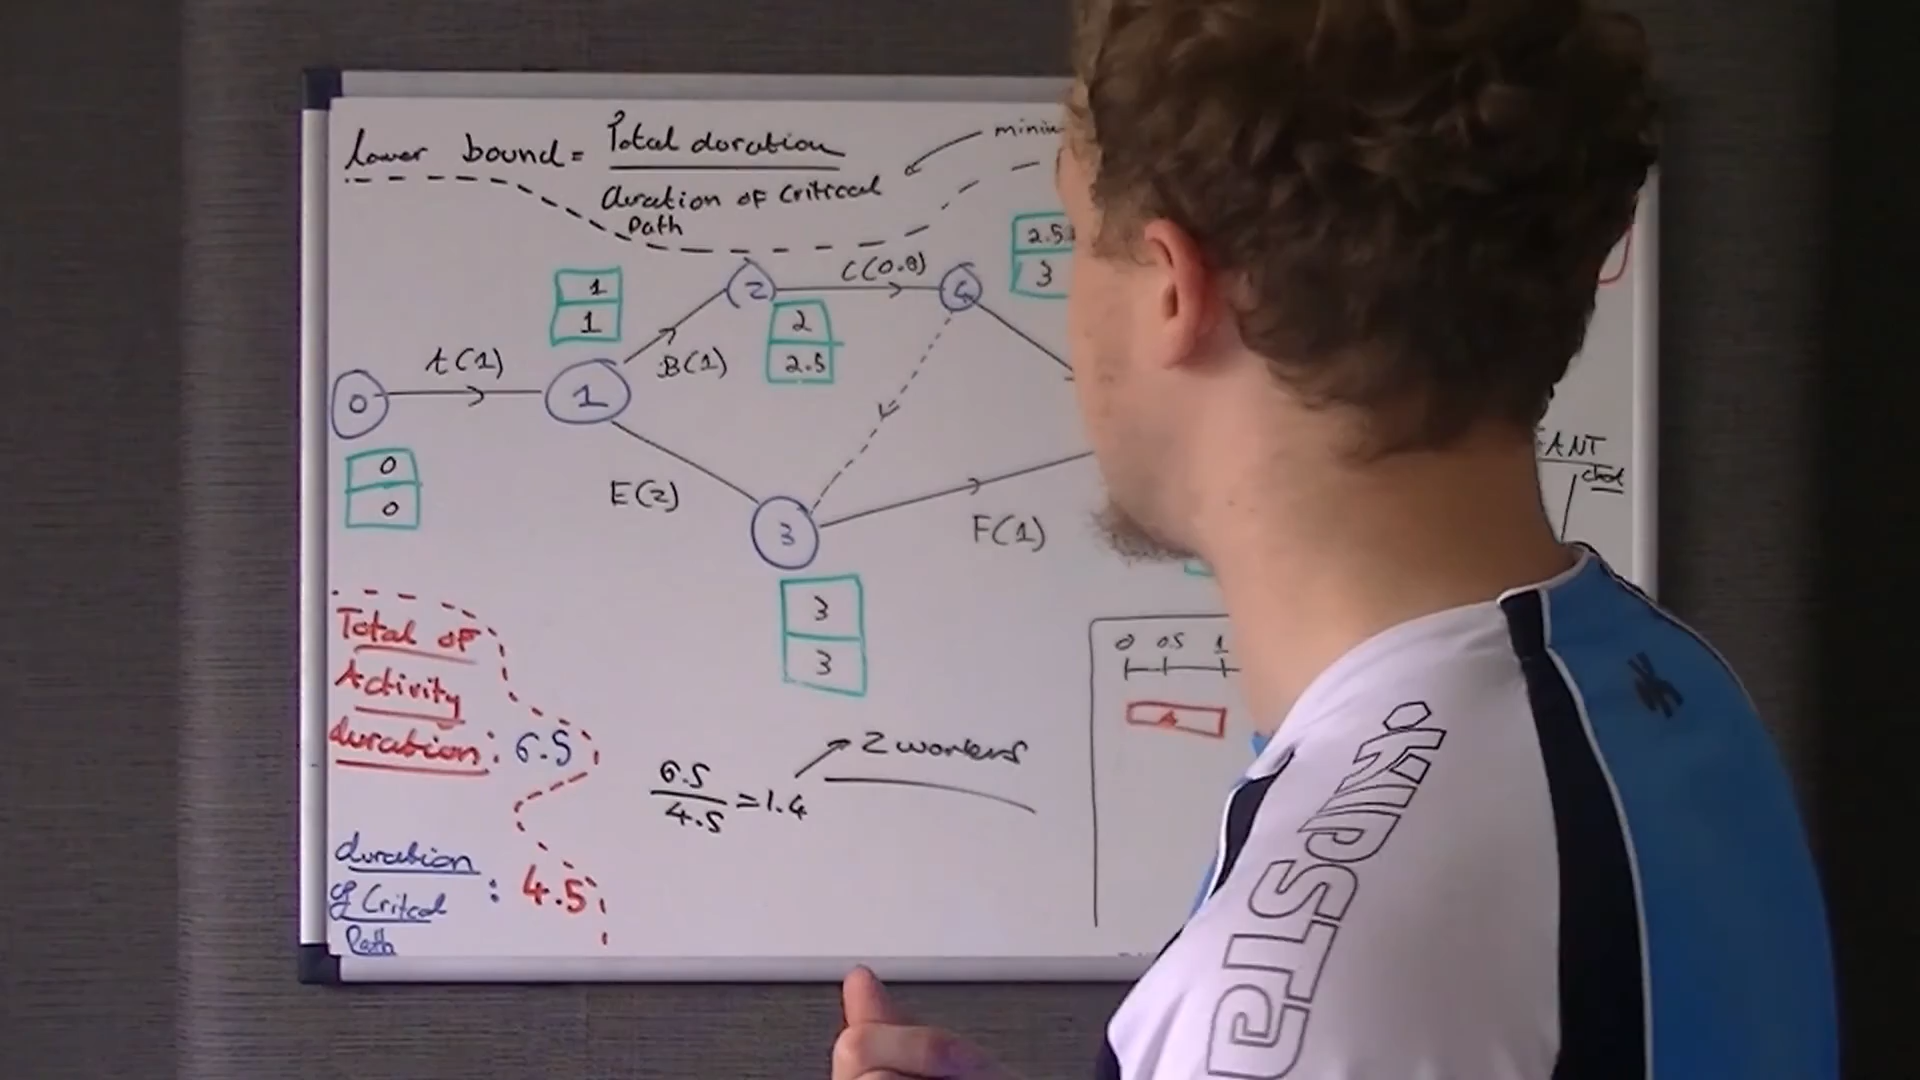 lower bound = Total doration
duration of Critical
Path
C(0.8)
2.5
3
1
1
2
4
2
2.5
A(1)
B(1)
0
1
0
0
E(2)
3
F(1)
3
3
Total of
Activity
duration: 6.5
duration
of Critcal
Path
: 4.5
6.5
4.5
=1.4
2 workers
0 0.5 1
A
KIPSTA